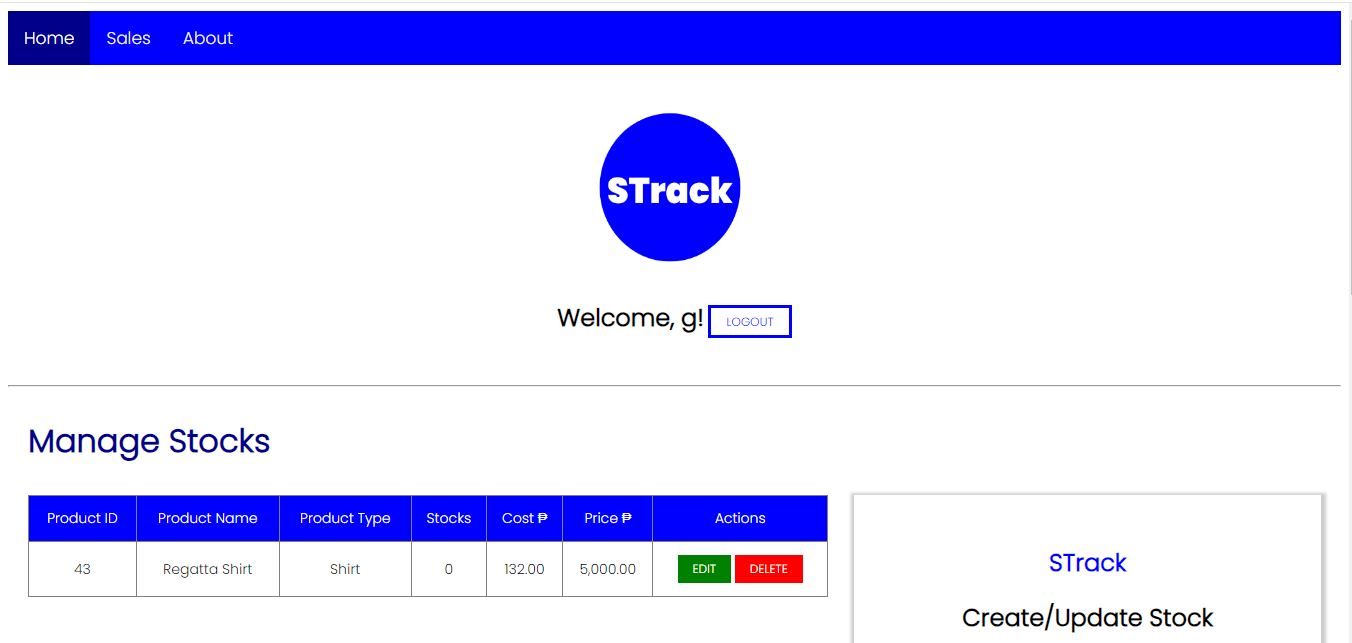 Home Sales About
STrack
Welcome, g! LOGOUT
Manage Stocks
Product ID Product Name Product Type Stocks Cost ₱ Price ₱ Actions
43 Regatta Shirt Shirt 0 132.00 5,000.00 EDIT DELETE
STrack
Create/Update Stock